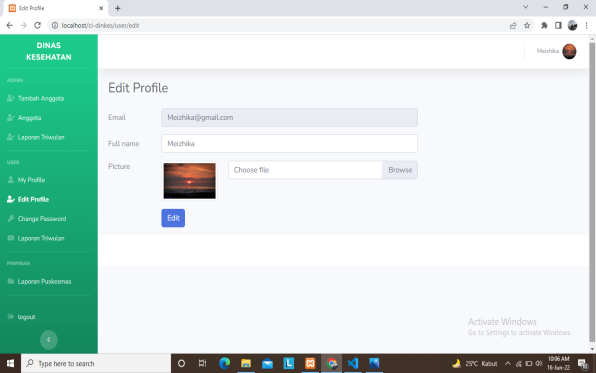 Edit Profile
localhost/ci-dinkes/user/edit
DINAS
KESEHATAN
Meizhika
ADMIN
Tambah Anggoto
Anggota
Laporan Triwulan
USER
My Profile
Edit Profile
Change Password
Laporan Triwulan
PIMPINAN
Laporan Puskesmas
logout
Edit Profile
Email
Meizhika@gmail.com
Full name
Meizhika
Picture
Choose file
Browse
Edit
Activate Windows
Go to Settings to activate Windows.
Type here to search
25°C Kabut
10:06 AM
16-Jun-22